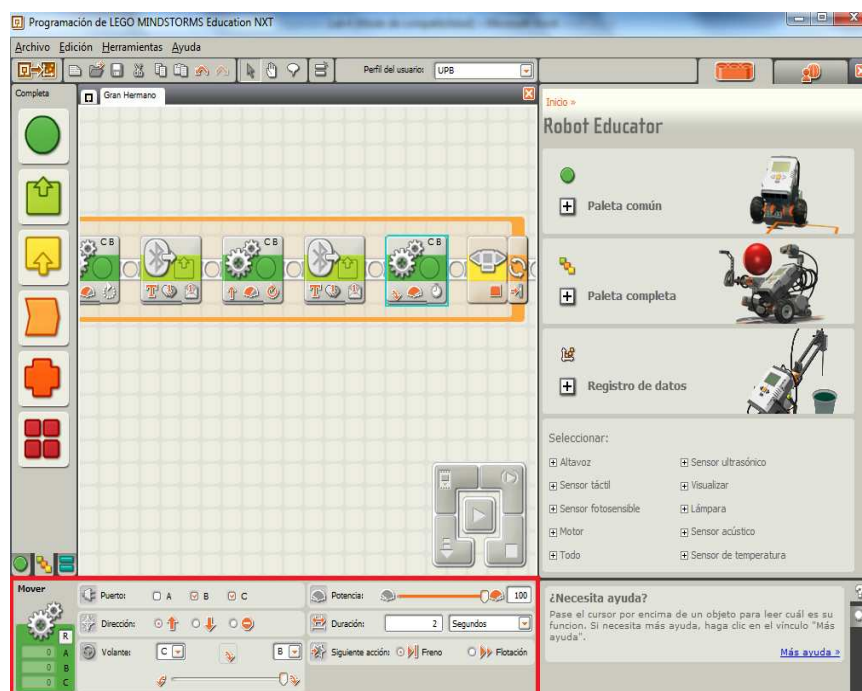 Programación de LEGO MINDSTORMS Education NXT
Archivo Edición Herramientas Ayuda
Perfil del usuario: UPB
Completa
Gran Hermano
C B
C B
C B
Inicio »
Robot Educator
Paleta común
Paleta completa
Registro de datos
Seleccionar:
Altavoz
Sensor ultrasónico
Sensor táctil
Visualizar
Sensor fotosensible
Lámpara
Motor
Sensor acústico
Todo
Sensor de temperatura
Mover
R
0 A
0 B
0 C
Puerto: A B C
Dirección:
Volante: C B
Potencia: 100
Duración: 2 Segundos
Siguiente acción: Freno Flotación
¿Necesita ayuda?
Pase el cursor por encima de un objeto para leer cuál es su
funcion. Si necesita más ayuda, haga clic en el vínculo "Más
ayuda".
Más ayuda »